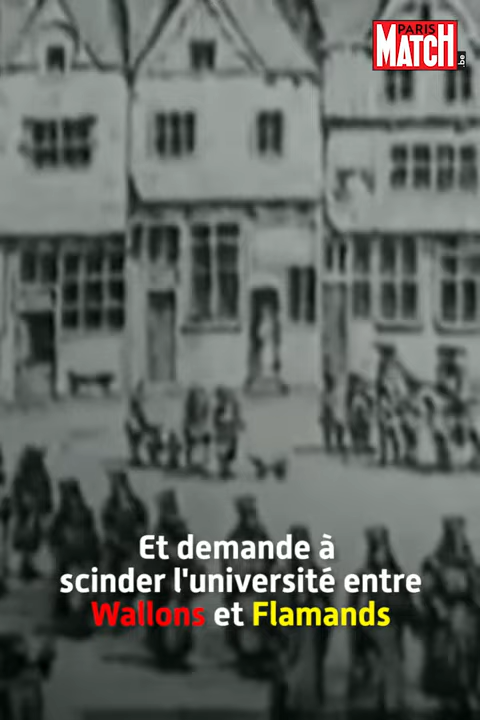 PARIS
MATCH
.be
Et demande à
scinder l'université entre
Wallons et Flamands